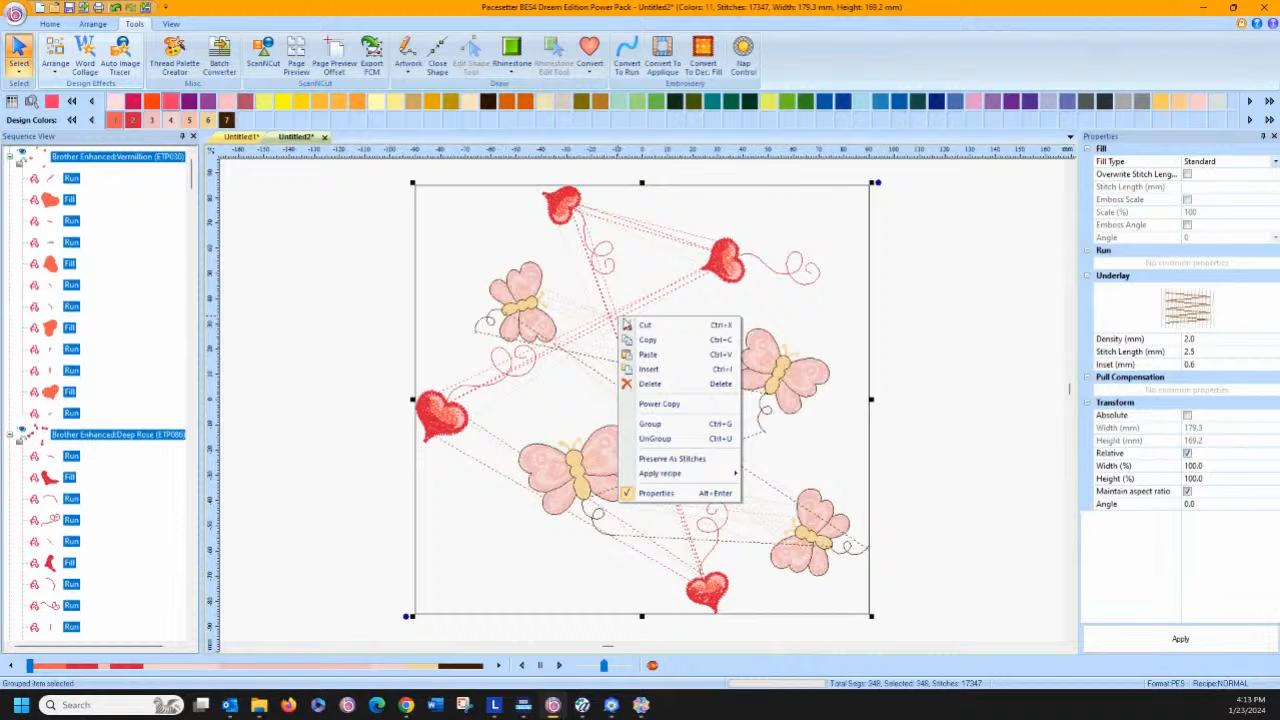 Pacesetter BES4 Dream Edition Power Pack - Untitled2* (Colors: 11, Stitches: 17347, Width: 179.3 mm, Height: 169.2 mm)
Home Arrange Tools View
Select Arrange Word Collage Auto Image Tracer Thread Palette Creator Batch Converter ScanNCut Page Preview Page Preview Offset Export FCM Artwork Close Shape Edit Shape Tool Rhinestone Rhinestone Edit Tool Convert Convert To Run Convert To Applique Convert To Dec. Fill Nap Control
Select Design Effects Misc. ScanNCut Draw Embroidery
Design Colors: 1 2 3 4 5 6 7
Sequence View
Untitled1* Untitled2*
Properties
Brother Enhanced:Vermillion (ETP030)
Run
Fill
Run
Run
Fill
Run
Run
Fill
Run
Run
Fill
Run
Brother Enhanced:Deep Rose (ETP086)
Run
Fill
Run
Run
Run
Fill
Run
Run
Run
Cut Ctrl+X
Copy Ctrl+C
Paste Ctrl+V
Insert Ctrl+I
Delete Delete
Power Copy
Group Ctrl+G
UnGroup Ctrl+U
Preserve As Stitches
Apply recipe
Properties Alt+Enter
Fill
Fill Type Standard
Overwrite Stitch Leng...
Stitch Length (mm)
Emboss Scale
Scale (%) 100
Emboss Angle
Angle 0
Run
No common properties
Underlay
Density (mm) 2.0
Stitch Length (mm) 2.5
Inset (mm) 0.6
Pull Compensation
No common properties
Transform
Absolute
Width (mm) 179.3
Height (mm) 169.2
Relative
Width (%) 100.0
Height (%) 100.0
Maintain aspect ratio
Angle 0.0
Apply
Grouped item selected
Total Segs: 348, Selected: 348, Stitches: 17347
Format:PES Recipe:NORMAL
Search
4:13 PM
1/23/2024